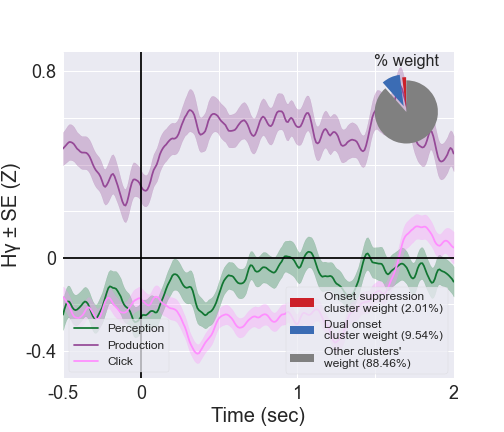 % weight
0.8
0
-0.4
Hγ ± SE (Z)
Perception
Production
Click
Onset suppression
cluster weight (2.01%)
Dual onset
cluster weight (9.54%)
Other clusters'
weight (88.46%)
-0.5
0
1
2
Time (sec)